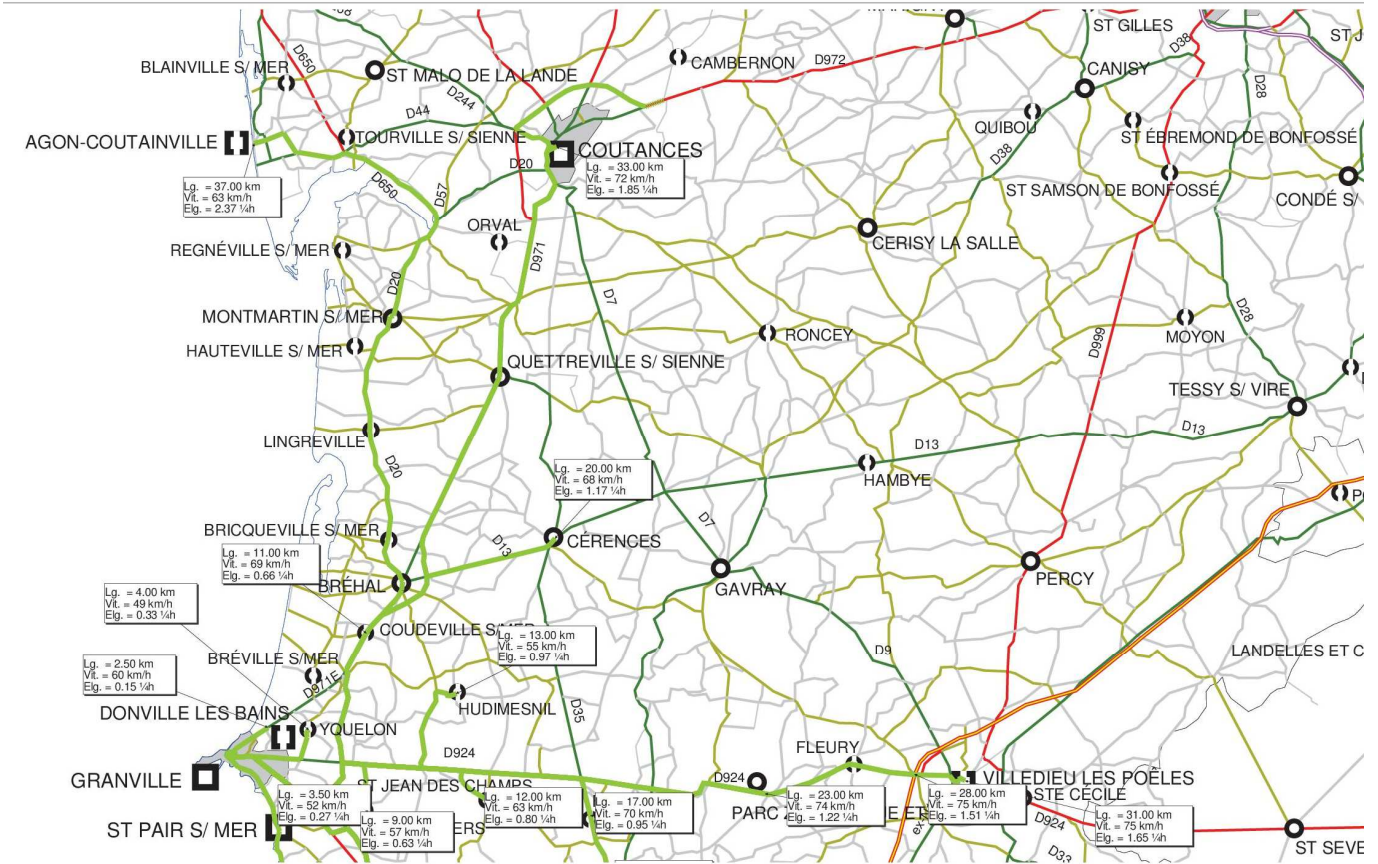 ST GILLES
D38
BLAINVILLE S/ MER
D650
ST MALO DE LA LANDE
CAMBERNON
D972
CANISY
D28
D244
D44
AGON-COUTAINVILLE
TOURVILLE S/ SIENNE
COUTANCES
QUIBOU
ST ÉBREMOND DE BONFOSSÉ
D38
D20
Lg. = 33.00 km
Vit. = 72 km/h
Elg. = 1.85 ¼h
Lg. = 37.00 km
Vit. = 63 km/h
Elg. = 2.37 ¼h
D650
D57
ST SAMSON DE BONFOSSÉ
CONDÉ S/
ORVAL
REGNÉVILLE S/ MER
CERISY LA SALLE
D971
D20
D7
MONTMARTIN S/ MER
D28
HAUTEVILLE S/ MER
RONCEY
MOYON
D999
QUETTREVILLE S/ SIENNE
TESSY S/ VIRE
LINGREVILLE
D13
D13
D20
HAMBYE
Lg. = 20.00 km
Vit. = 68 km/h
Elg. = 1.17 ¼h
BRICQUEVILLE S/ MER
D7
CÉRENCES
D13
Lg. = 11.00 km
Vit. = 69 km/h
Elg. = 0.66 ¼h
BRÉHAL
GAVRAY
PERCY
Lg. = 4.00 km
Vit. = 49 km/h
Elg. = 0.33 ¼h
COUDEVILLE S/MER
Lg. = 13.00 km
Vit. = 55 km/h
Elg. = 0.97 ¼h
D9
LANDELLES ET C
BRÉVILLE S/MER
Lg. = 2.50 km
Vit. = 60 km/h
Elg. = 0.15 ¼h
D971E
HUDIMESNIL
D35
DONVILLE LES BAINS
YQUELON
D924
FLEURY
GRANVILLE
ST JEAN DES CHAMPS
D924
VILLEDIEU LES POÊLES
STE CÉCILE
Lg. = 3.50 km
Vit. = 52 km/h
Elg. = 0.27 ¼h
Lg. = 12.00 km
Vit. = 63 km/h
Elg. = 0.80 ¼h
Lg. = 17.00 km
Vit. = 70 km/h
Elg. = 0.95 ¼h
PARC
Lg. = 23.00 km
Vit. = 74 km/h
Elg. = 1.22 ¼h
E ET
Lg. = 28.00 km
Vit. = 75 km/h
Elg. = 1.51 ¼h
Lg. = 31.00 km
Vit. = 75 km/h
Elg. = 1.65 ¼h
ST PAIR S/ MER
Lg. = 9.00 km
Vit. = 57 km/h
Elg. = 0.63 ¼h
ERS
D924
D33
ST SEVE